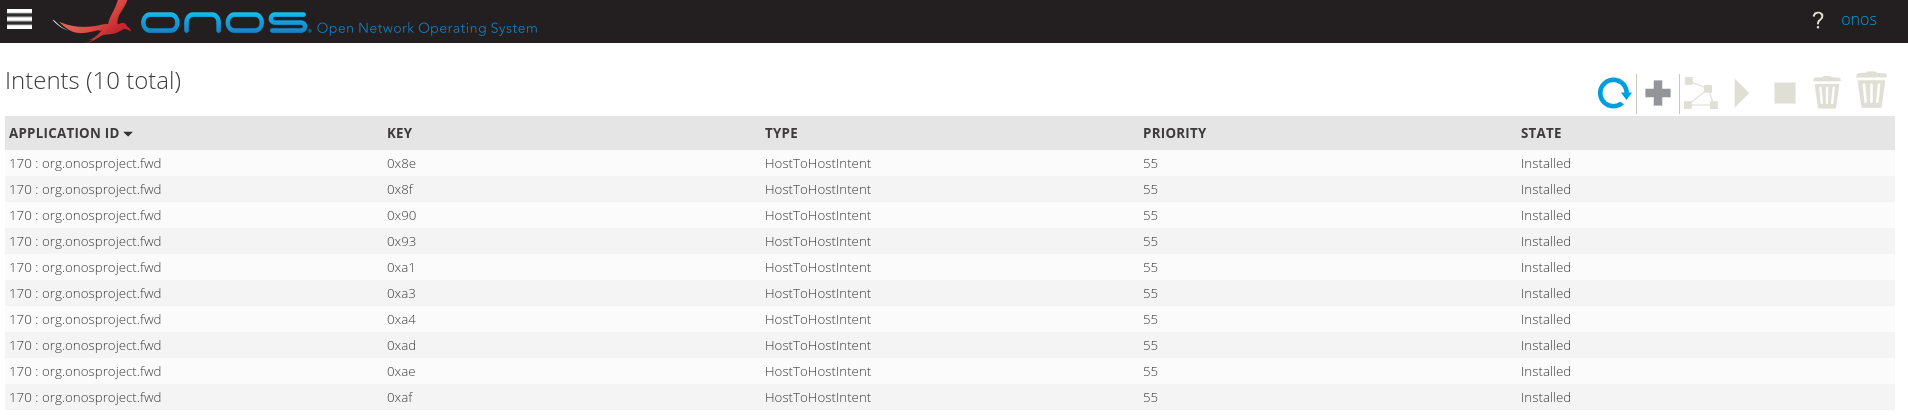 onos Open Network Operating System ? onos
Intents (10 total)
APPLICATION ID KEY TYPE PRIORITY STATE
170 : org.onosproject.fwd 0x8e HostToHostIntent 55 Installed
170 : org.onosproject.fwd 0x8f HostToHostIntent 55 Installed
170 : org.onosproject.fwd 0x90 HostToHostIntent 55 Installed
170 : org.onosproject.fwd 0x93 HostToHostIntent 55 Installed
170 : org.onosproject.fwd 0xa1 HostToHostIntent 55 Installed
170 : org.onosproject.fwd 0xa3 HostToHostIntent 55 Installed
170 : org.onosproject.fwd 0xa4 HostToHostIntent 55 Installed
170 : org.onosproject.fwd 0xad HostToHostIntent 55 Installed
170 : org.onosproject.fwd 0xae HostToHostIntent 55 Installed
170 : org.onosproject.fwd 0xaf HostToHostIntent 55 Installed